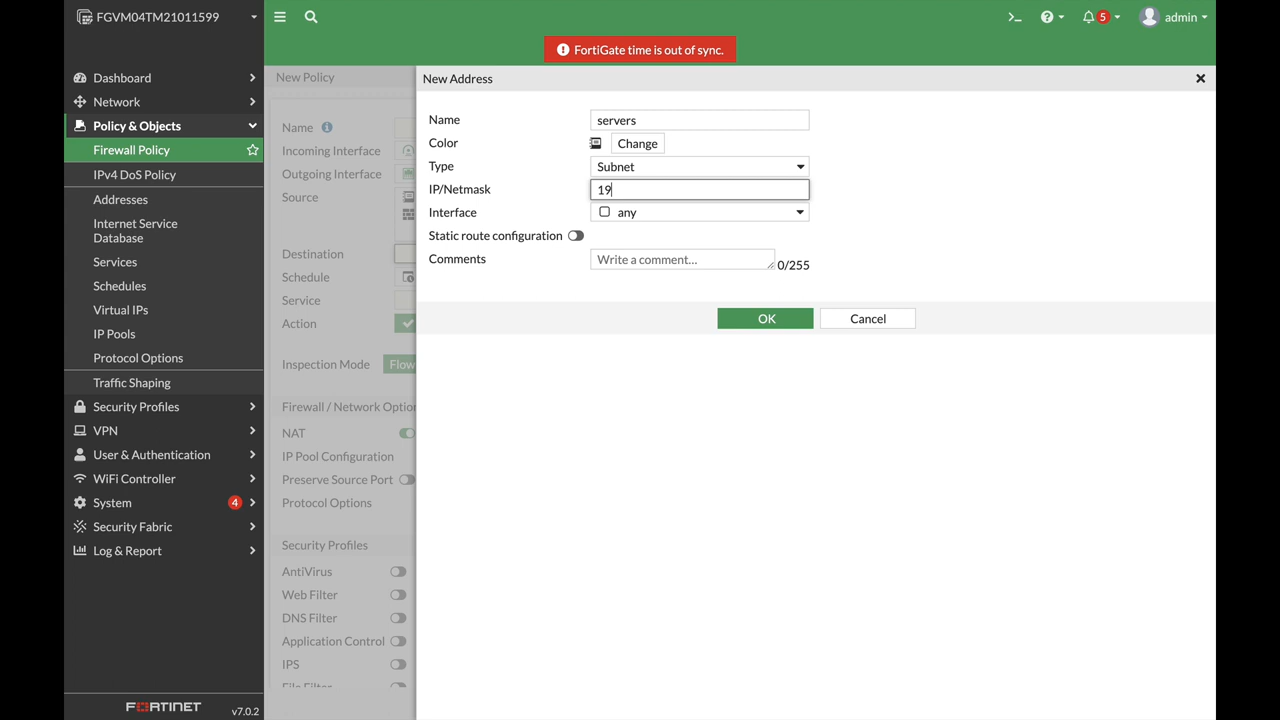 FGVM04TM21011599
5
admin
FortiGate time is out of sync.
Dashboard
Network
Policy & Objects
Firewall Policy
IPv4 DoS Policy
Addresses
Internet Service
Database
Services
Schedules
Virtual IPs
IP Pools
Protocol Options
Traffic Shaping
Security Profiles
VPN
User & Authentication
WiFi Controller
System 4
Security Fabric
Log & Report
FORTINET
v7.0.2
New Policy
Name
Incoming Interface
Outgoing Interface
Source
Destination
Schedule
Service
Action
Inspection Mode Flow
Firewall / Network Option
NAT
IP Pool Configuration
Preserve Source Port
Protocol Options
Security Profiles
AntiVirus
Web Filter
DNS Filter
Application Control
IPS
File Filter
New Address
Name servers
Color Change
Type Subnet
IP/Netmask 19
Interface any
Static route configuration
Comments Write a comment... 0/255
OK Cancel